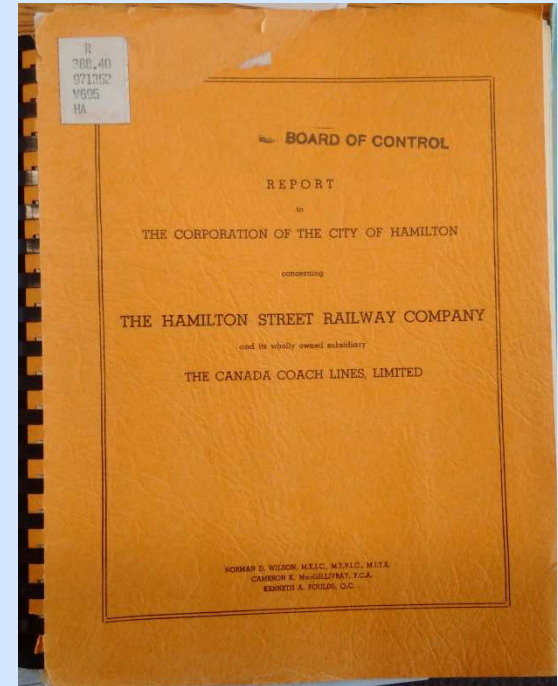 R
388.40
971352
W695
HA
BOARD OF CONTROL
REPORT
to
THE CORPORATION OF THE CITY OF HAMILTON
concerning
THE HAMILTON STREET RAILWAY COMPANY
and its wholly owned subsidiary
THE CANADA COACH LINES, LIMITED
NORMAN D. WILSON, M.E.I.C., M.T.P.I.C., M.I.T.E.
CAMERON K. MacGILLIVRAY, F.C.A.
KENNETH A. FOULDS, Q.C.